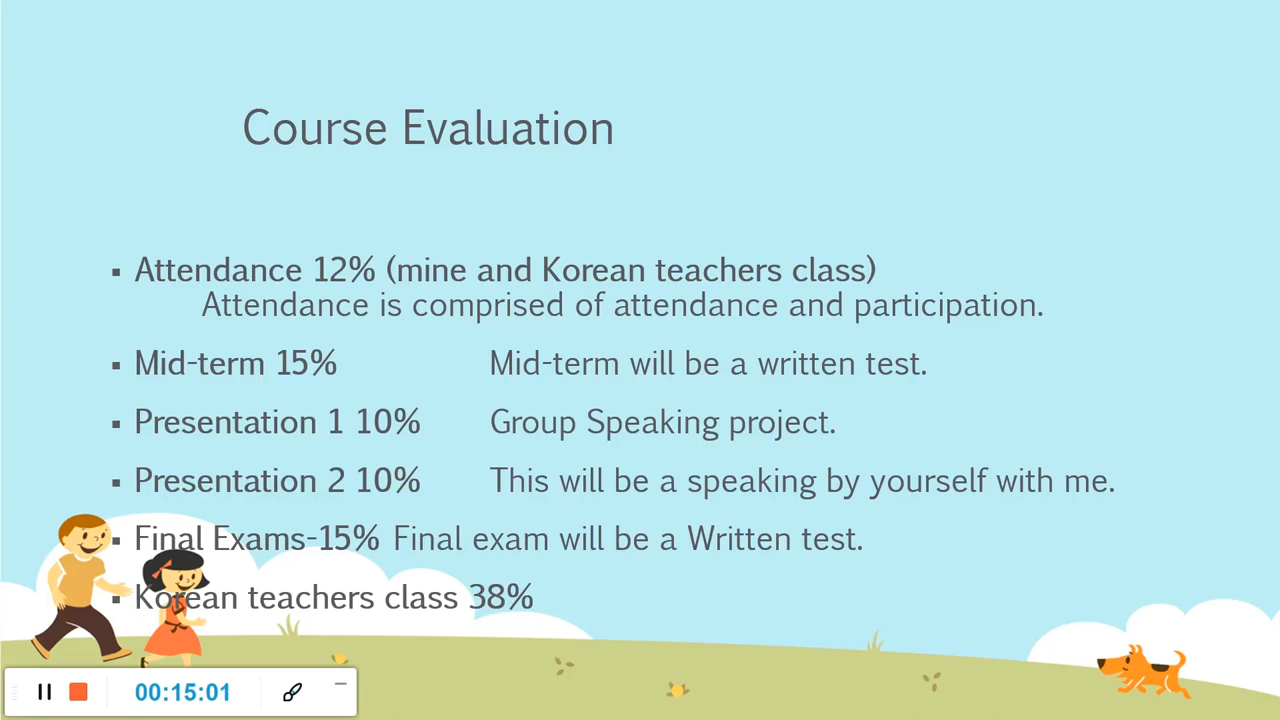 Course Evaluation
▪ Attendance 12% (mine and Korean teachers class)
Attendance is comprised of attendance and participation.
▪ Mid-term 15% Mid-term will be a written test.
▪ Presentation 1 10% Group Speaking project.
▪ Presentation 2 10% This will be a speaking by yourself with me.
▪ Final Exams-15% Final exam will be a Written test.
▪ Korean teachers class 38%
00:15:01